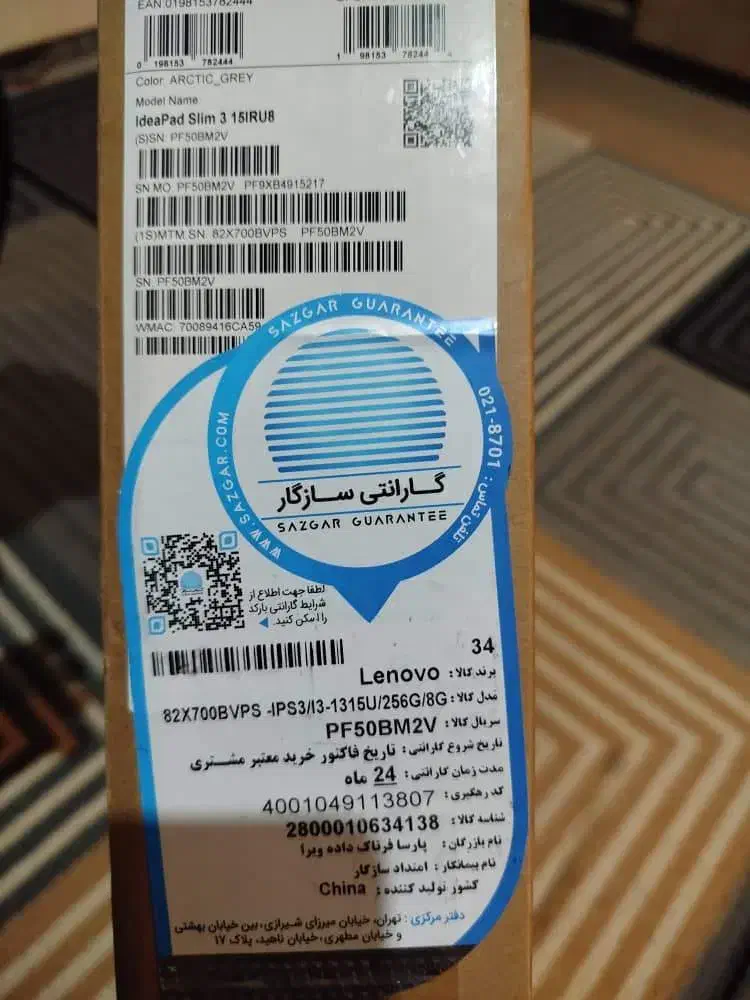 EAN 0198153782444
0 198153 782444
1 98153 78244 4
Color: ARCTIC_GREY
Model Name
IdeaPad Slim 3 15IRU8
(S)SN: PF50BM2V
SN.MO: PF50BM2V PF9XB4915217
(1S)MTM.SN: 82X700BVPS PF50BM2V
SN: PF50BM2V
WMAC: 70089416CA59
SAZGAR GUARANTEE
WWW.SAZGAR.COM
تلفن تماس: 021-8701
گارانتی سازگار
SAZGAR GUARANTEE
لطفا جهت اطلاع از
شرایط گارانتی بارکد
را اسکن کنید.
34
برند کالا: Lenovo
مدل کالا: 82X700BVPS -IPS3/I3-1315U/256G/8G
سریال کالا: PF50BM2V
تاریخ شروع گارانتی: تاریخ فاکتور خرید معتبر مشتری
مدت زمان گارانتی: 24 ماه
کد رهگیری: 4001049113807
شناسه کالا: 2800010634138
نام بازرگان: پارسا فرتاک داده ویرا
نام پیمانکار: امتداد سازگار
کشور تولید کننده: China
دفتر مرکزی: تهران، خیابان میرزای شیرازی، بین خیابان بهشتی
و خیابان مطهری، خیابان ناهید، پلاک ۱۷